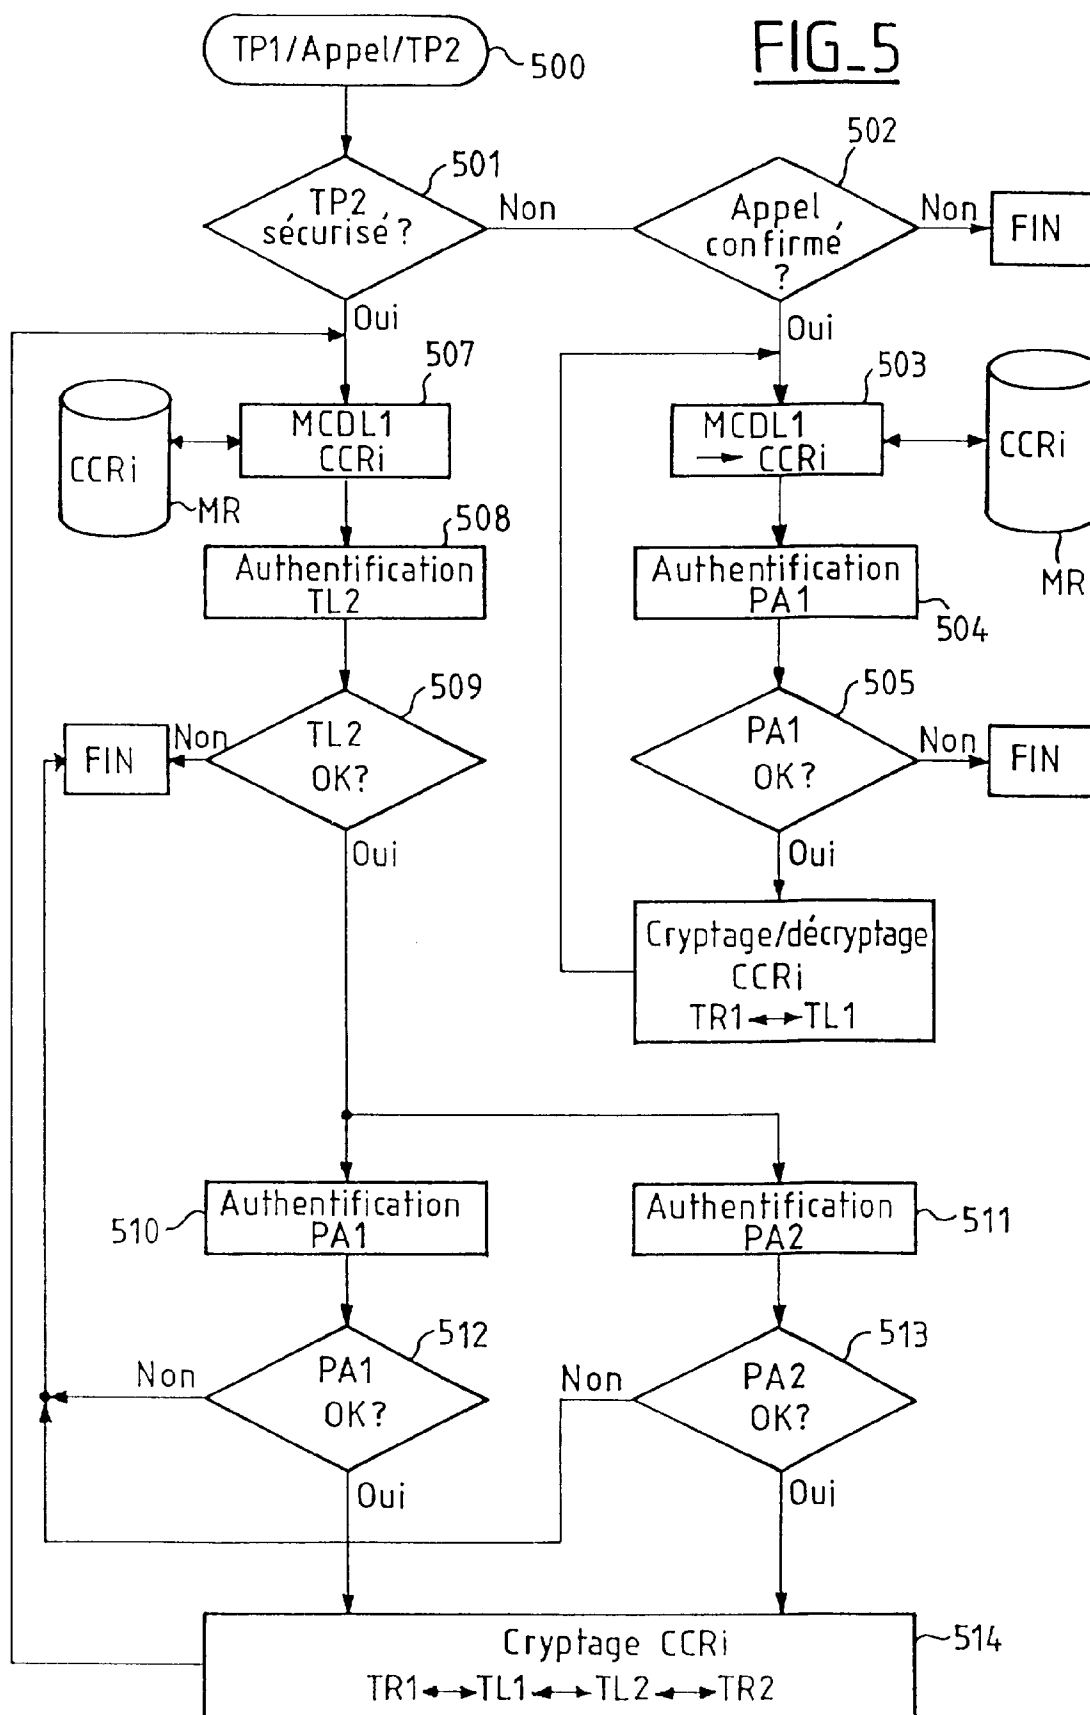 FIG_5
TP1/Appel/TP2
500
501
TP2
sécurisé?
Non
502
Appel
confirmé
?
Non
FIN
Oui
Oui
507
MCDL1
CCRi
CCRi
MR
503
MCDL1
→ CCRi
CCRi
MR
508
Authentification
TL2
Authentification
PA1
504
509
TL2
OK?
Non
FIN
Oui
505
PA1
OK?
Non
FIN
Oui
Cryptage/décryptage
CCRi
TR1↔TL1
510
Authentification
PA1
Authentification
PA2
511
512
PA1
OK?
Non
Oui
513
PA2
OK?
Non
Oui
Cryptage CCRi
TR1↔TL1↔TL2↔TR2
514